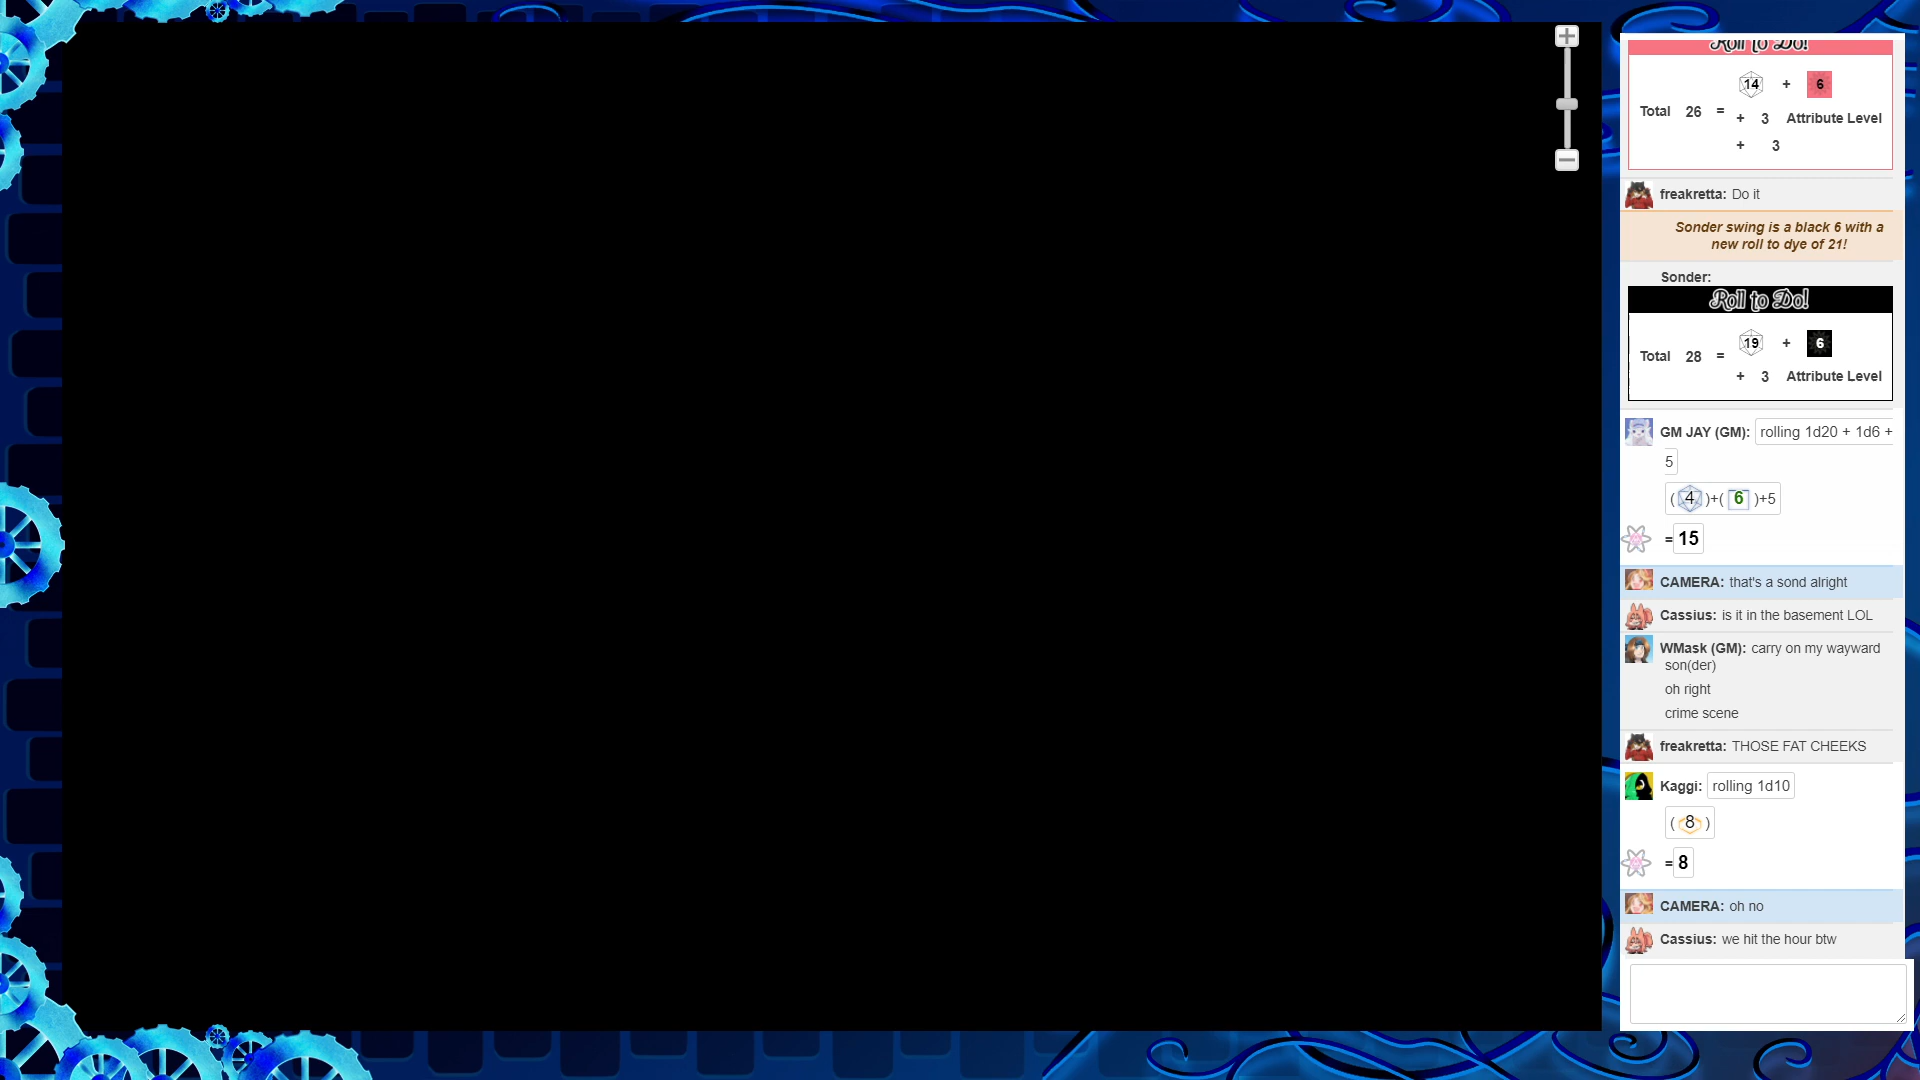 Roll to Do!
14 + 6
Total 26 =
+ 3 Attribute Level
+ 3
freakretta: Do it
Sonder swing is a black 6 with a
new roll to dye of 21!
Sonder:
Roll to Do!
19 + 6
Total 28 =
+ 3 Attribute Level
GM JAY (GM): rolling 1d20 + 1d6 +
5
(4)+(6)+5
=15
CAMERA: that's a sond alright
Cassius: is it in the basement LOL
WMask (GM): carry on my wayward
son(der)
oh right
crime scene
freakretta: THOSE FAT CHEEKS
Kaggi: rolling 1d10
(8)
=8
CAMERA: oh no
Cassius: we hit the hour btw